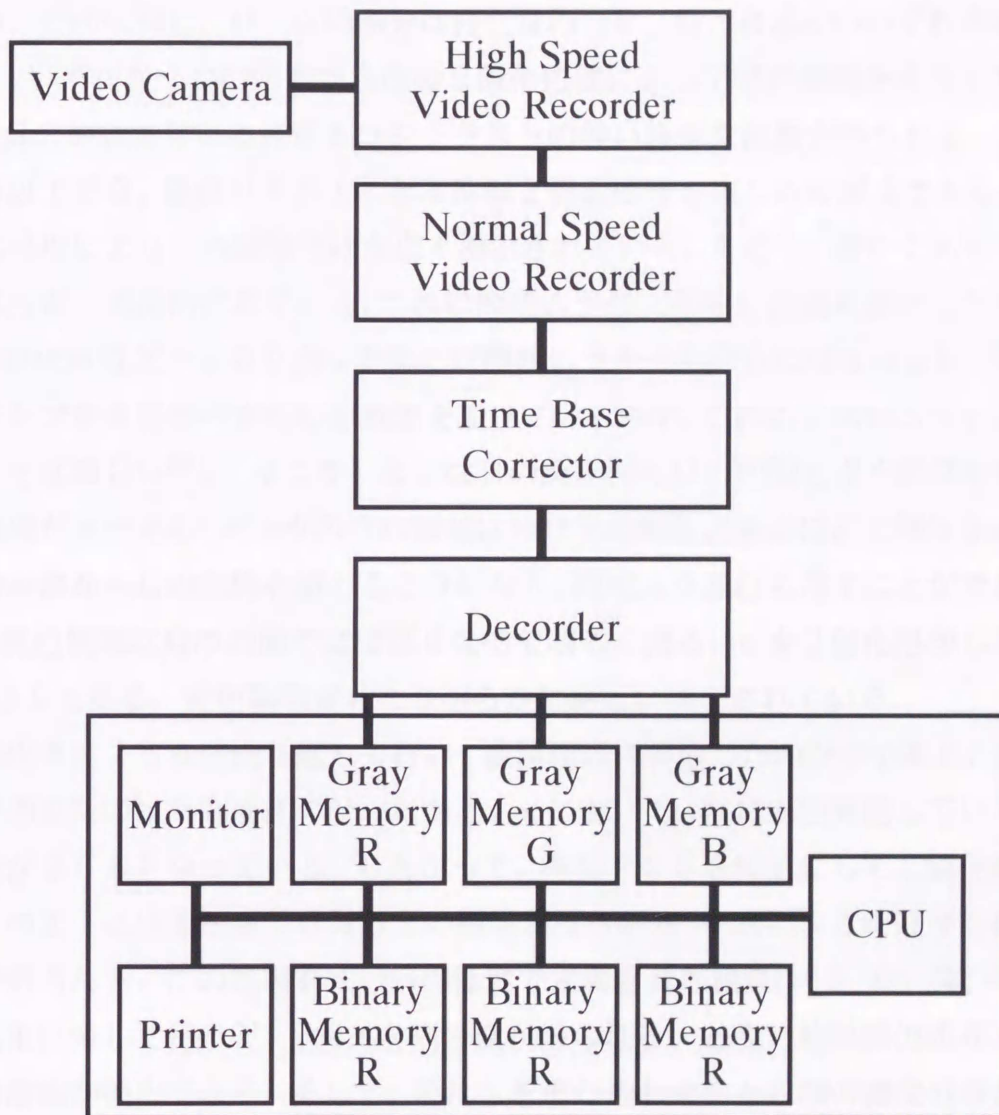 Video Camera
High Speed
Video Recorder
Normal Speed
Video Recorder
Time Base
Corrector
Decorder
Monitor
Gray
Memory
R
Gray
Memory
G
Gray
Memory
B
CPU
Printer
Binary
Memory
R
Binary
Memory
R
Binary
Memory
R